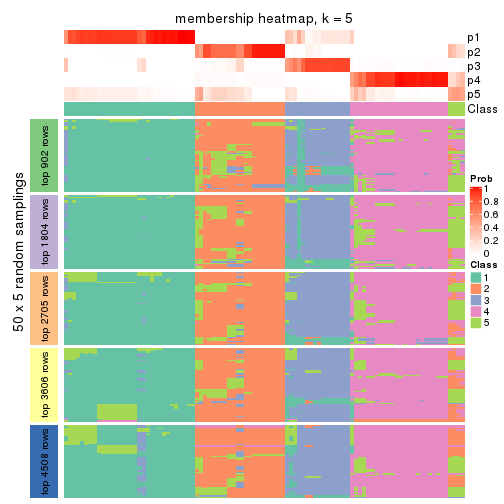 membership heatmap, k = 5
p1
p2
p3
p4
p5
Class
50 x 5 random samplings
top 902 rows
top 1804 rows
top 2705 rows
top 3606 rows
top 4508 rows
Prob
1
0.8
0.6
0.4
0.2
0
Class
1
2
3
4
5